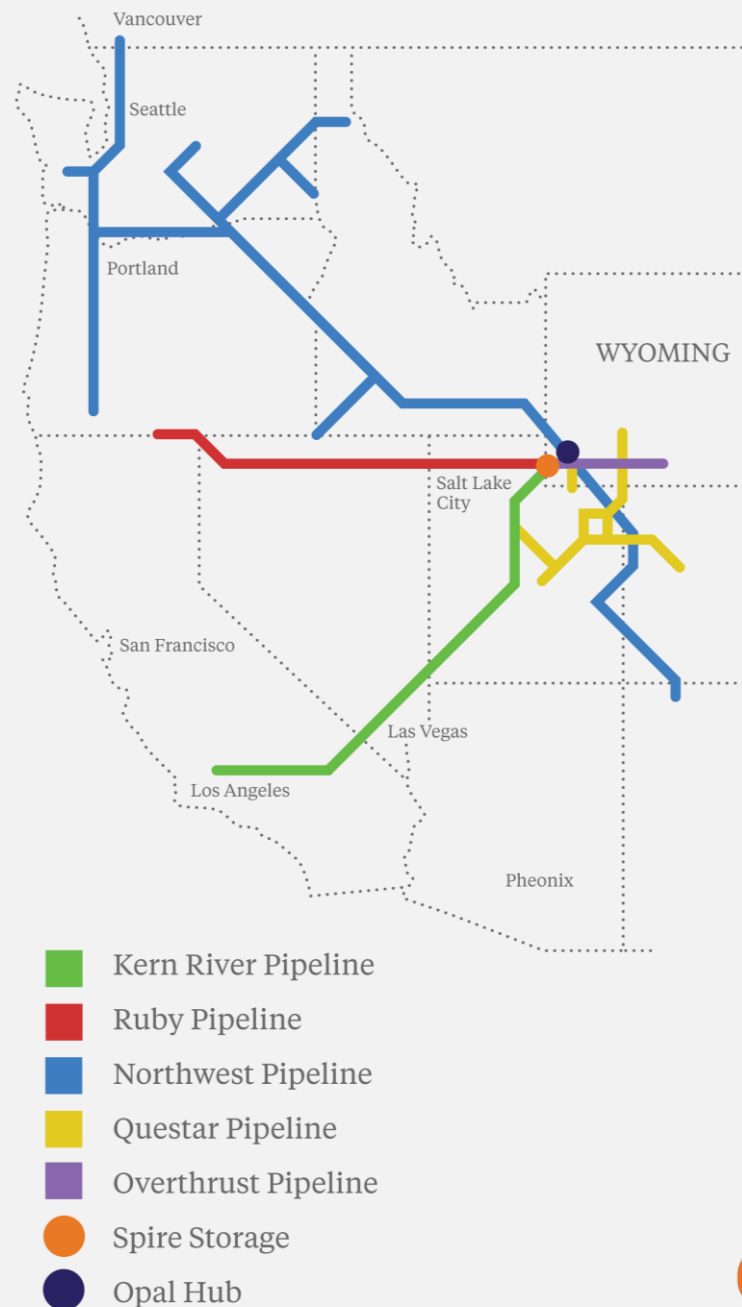 Vancouver
Seattle
Portland
WYOMING
Salt Lake
City
San Francisco
Las Vegas
Los Angeles
Pheonix
Kern River Pipeline
Ruby Pipeline
Northwest Pipeline
Questar Pipeline
Overthrust Pipeline
Spire Storage
Opal Hub